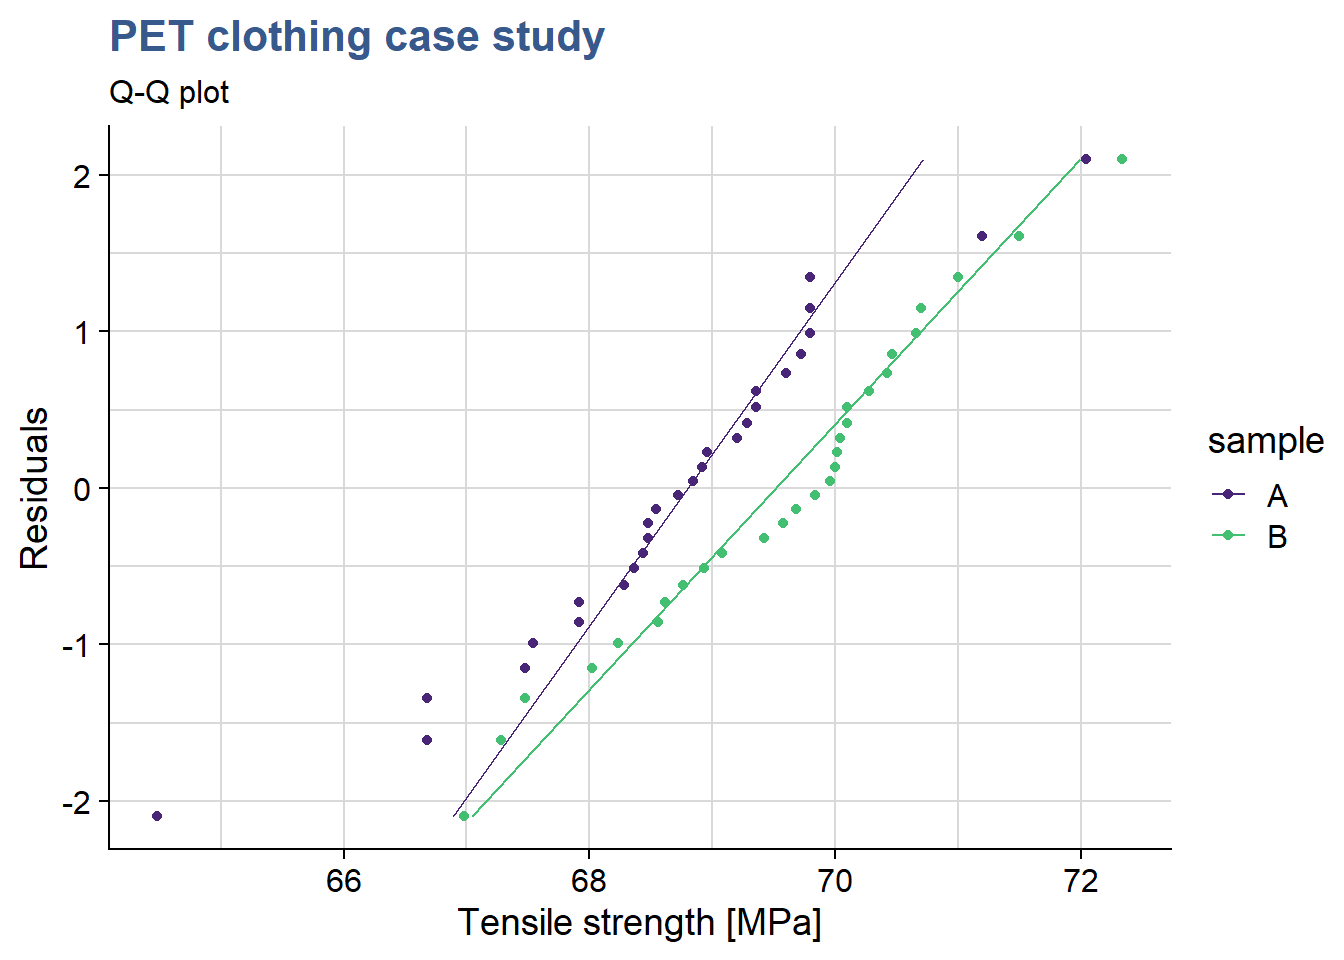 PET clothing case study
Q-Q plot
2
1
0
-1
-2
Residuals
66 68 70 72
Tensile strength [MPa]
sample
A
B